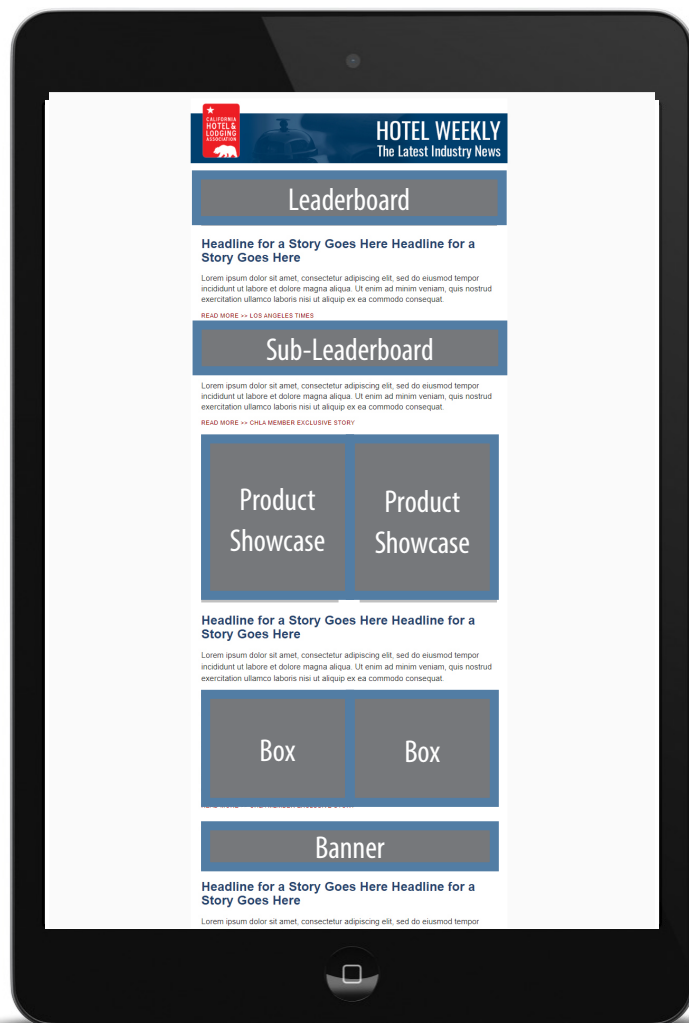 CALIFORNIA
HOTEL &
LODGING
ASSOCIATION
HOTEL WEEKLY
The Latest Industry News
Leaderboard
Headline for a Story Goes Here Headline for a
Story Goes Here
Lorem ipsum dolor sit amet, consectetur adipiscing elit, sed do eiusmod tempor
incididunt ut labore et dolore magna aliqua. Ut enim ad minim veniam, quis nostrud
exercitation ullamco laboris nisi ut aliquip ex ea commodo consequat.
READ MORE >> LOS ANGELES TIMES
Sub-Leaderboard
Lorem ipsum dolor sit amet, consectetur adipiscing elit, sed do eiusmod tempor
incididunt ut labore et dolore magna aliqua. Ut enim ad minim veniam, quis nostrud
exercitation ullamco laboris nisi ut aliquip ex ea commodo consequat.
READ MORE >> CHLA MEMBER EXCLUSIVE STORY
Product
Showcase
Product
Showcase
Headline for a Story Goes Here Headline for a
Story Goes Here
Lorem ipsum dolor sit amet, consectetur adipiscing elit, sed do eiusmod tempor
incididunt ut labore et dolore magna aliqua. Ut enim ad minim veniam, quis nostrud
exercitation ullamco laboris nisi ut aliquip ex ea commodo consequat.
Box
Box
Banner
Headline for a Story Goes Here Headline for a
Story Goes Here
Lorem ipsum dolor sit amet, consectetur adipiscing elit, sed do eiusmod tempor